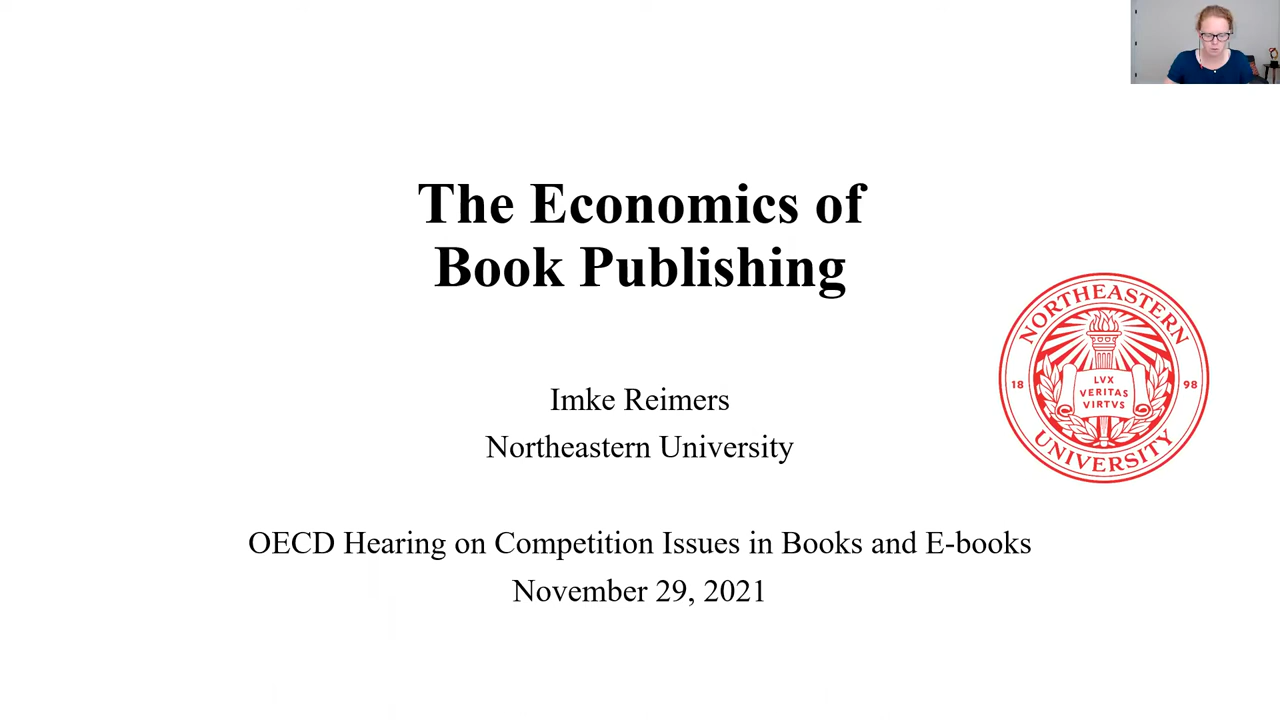 The Economics of
Book Publishing
Imke Reimers
Northeastern University
OECD Hearing on Competition Issues in Books and E-books
November 29, 2021
NORTHEASTERN
18 98
LVX
VERITAS
VIRTVS
UNIVERSITY